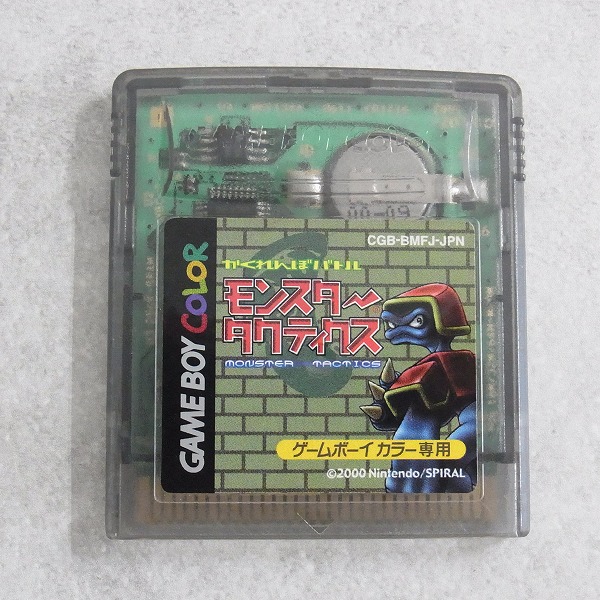 CGB-BMFJ-JPN
かくれんぼバトル
モンスター
タクティクス
MONSTER TACTICS
GAME BOY COLOR
ゲームボーイカラー専用
©2000 Nintendo/SPIRAL